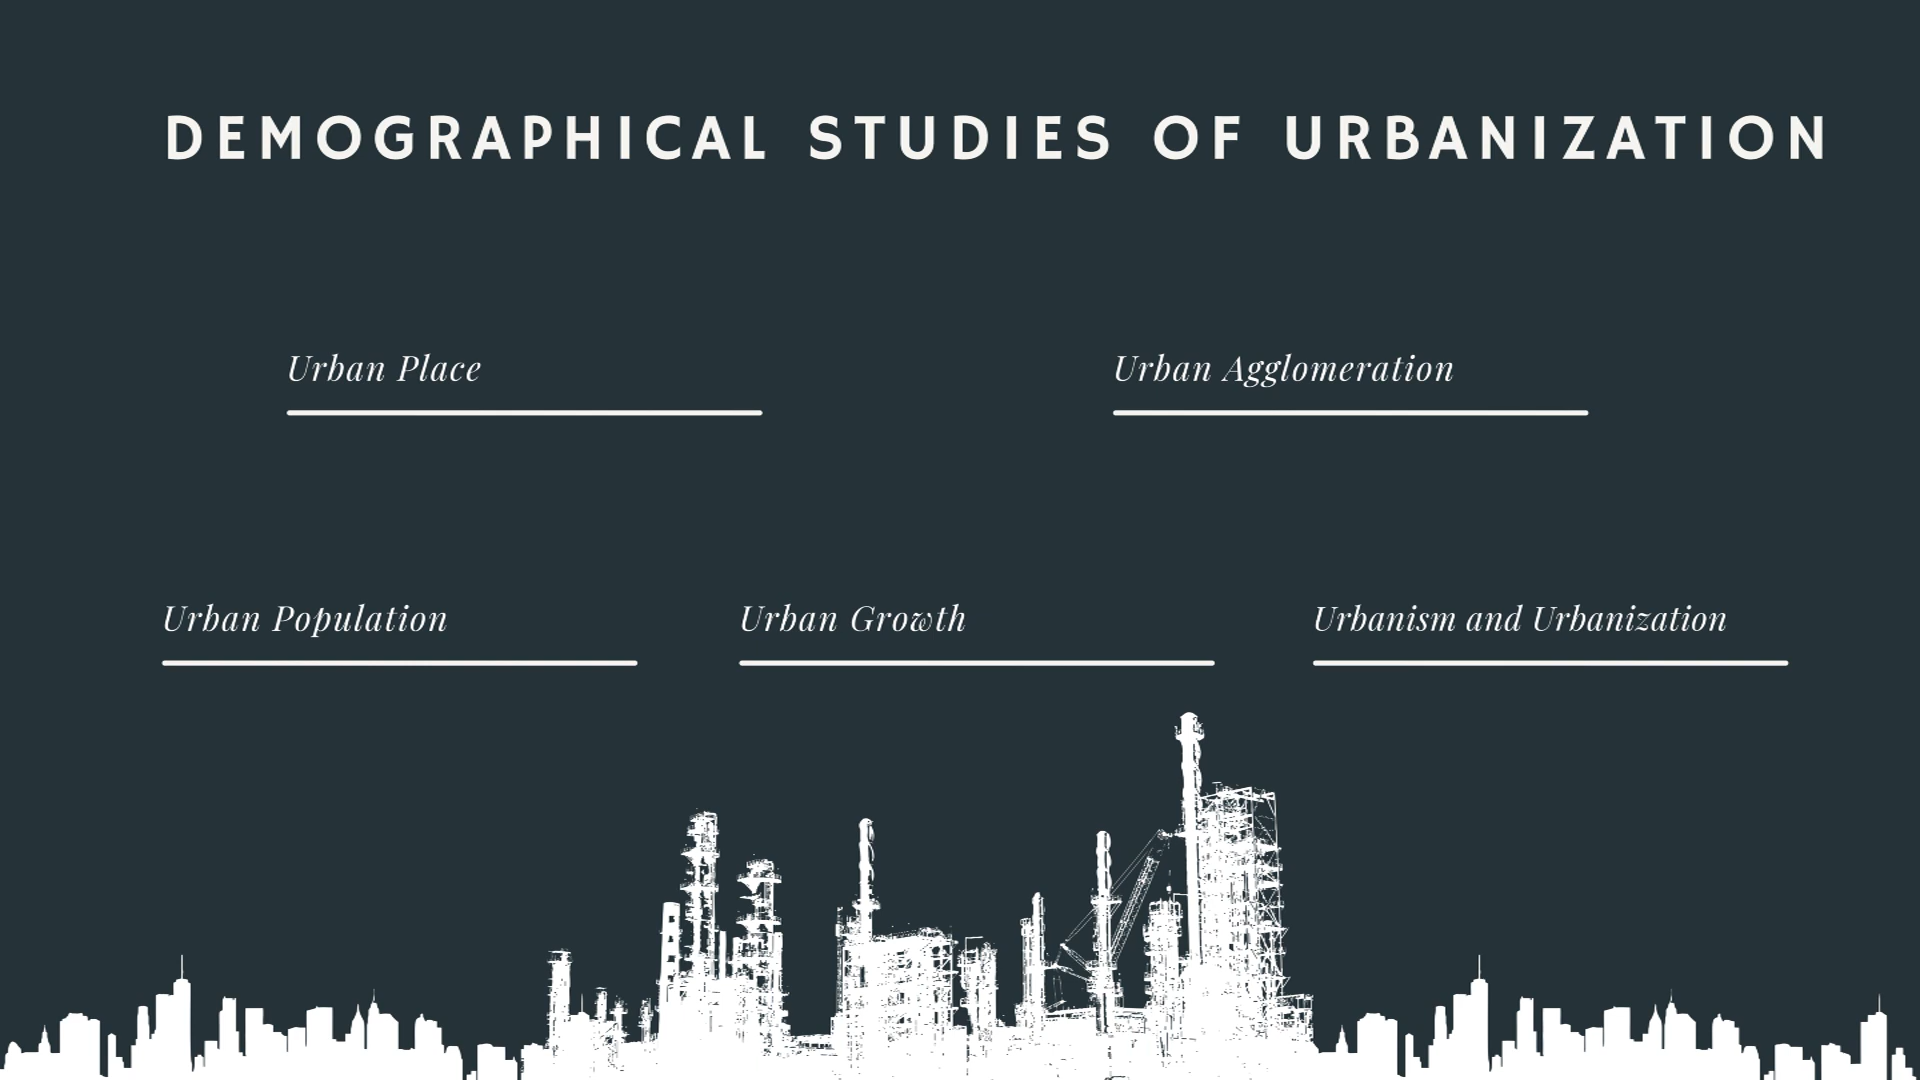 DEMOGRAPHICAL STUDIES OF URBANIZATION
Urban Place
Urban Agglomeration
Urban Population
Urban Growth
Urbanism and Urbanization